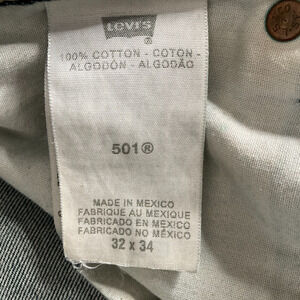 Levi's
®
100% COTTON - COTON -
ALGODÓN - ALGODÃO
501®
MADE IN MEXICO
FABRIQUE AU MEXIQUE
FABRICADO EN MEXICO
FABRICADO NO MÉXICO
32 x 34